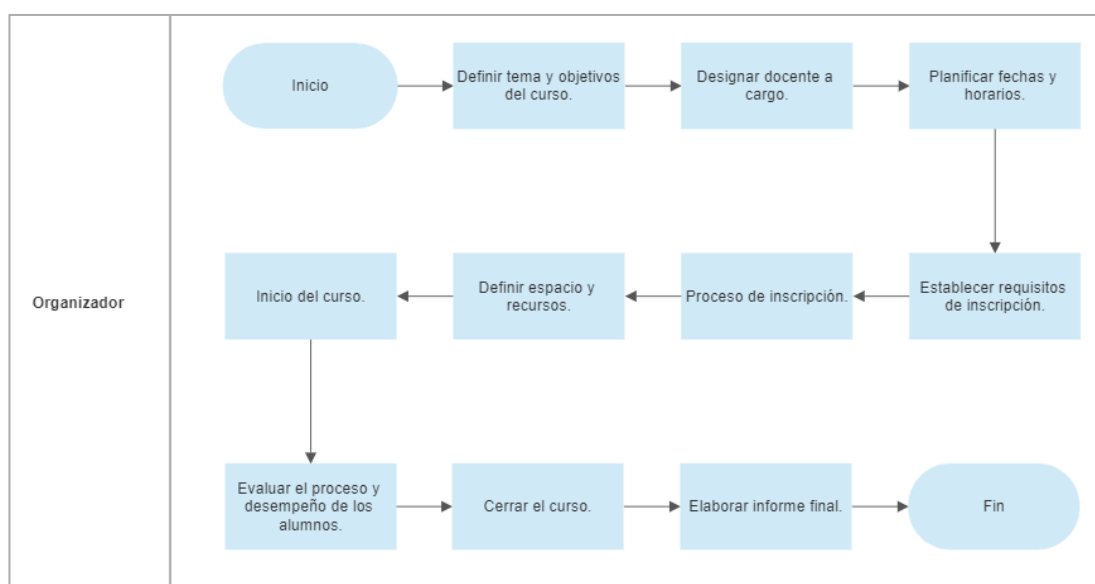 Organizador
Inicio
Definir tema y objetivos
del curso.
Designar docente a
cargo.
Planificar fechas y
horarios.
Establecer requisitos
de inscripción.
Proceso de inscripción.
Definir espacio y
recursos.
Inicio del curso.
Evaluar el proceso y
desempeño de los
alumnos.
Cerrar el curso.
Elaborar informe final.
Fin